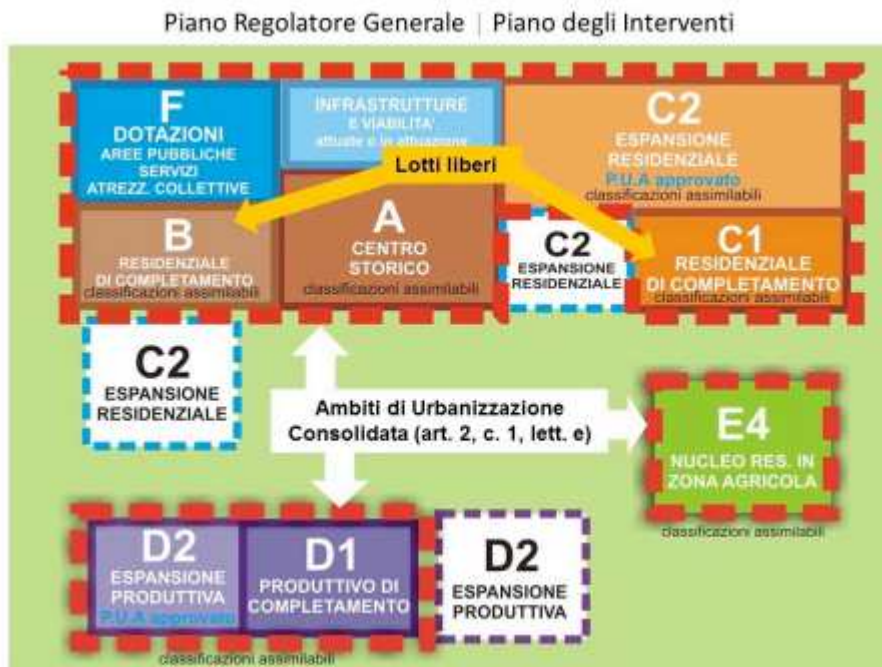 Piano Regolatore Generale | Piano degli Interventi
F
DOTAZIONI
AREE PUBBLICHE
SERVIZI
ATREZZ. COLLETTIVE
INFRASTRUTTURE
E VIABILITA'
attuate o in attuazione
C2
ESPANSIONE
RESIDENZIALE
P.U.A approvato
classificazioni assimilabili
Lotti liberi
B
RESIDENZIALE
DI COMPLETAMENTO
classificazioni assimilabili
A
CENTRO
STORICO
classificazioni assimilabili
C2
ESPANSIONE
RESIDENZIALE
C1
RESIDENZIALE
DI COMPLETAMENTO
classificazioni assimilabili
C2
ESPANSIONE
RESIDENZIALE
Ambiti di Urbanizzazione
Consolidata (art. 2, c. 1, lett. e)
E4
NUCLEO RES. IN
ZONA AGRICOLA
classificazioni assimilabili
D2
ESPANSIONE
PRODUTTIVA
P.U.A approvato
D1
PRODUTTIVO DI
COMPLETAMENTO
classificazioni assimilabili
D2
ESPANSIONE
PRODUTTIVA